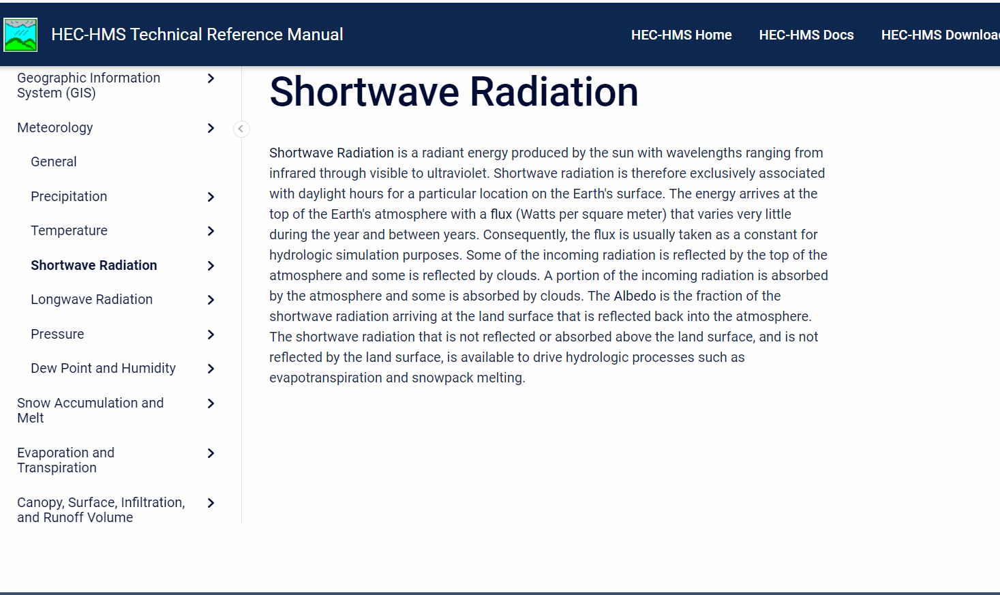 HEC-HMS Technical Reference Manual
HEC-HMS Home
HEC-HMS Docs
HEC-HMS Downloa
Geographic Information
System (GIS)
Meteorology
General
Precipitation
Temperature
Shortwave Radiation
Longwave Radiation
Pressure
Dew Point and Humidity
Snow Accumulation and
Melt
Evaporation and
Transpiration
Canopy, Surface, Infiltration,
and Runoff Volume
Shortwave Radiation
Shortwave Radiation is a radiant energy produced by the sun with wavelengths ranging from
infrared through visible to ultraviolet. Shortwave radiation is therefore exclusively associated
with daylight hours for a particular location on the Earth's surface. The energy arrives at the
top of the Earth's atmosphere with a flux (Watts per square meter) that varies very little
during the year and between years. Consequently, the flux is usually taken as a constant for
hydrologic simulation purposes. Some of the incoming radiation is reflected by the top of the
atmosphere and some is reflected by clouds. A portion of the incoming radiation is absorbed
by the atmosphere and some is absorbed by clouds. The Albedo is the fraction of the
shortwave radiation arriving at the land surface that is reflected back into the atmosphere.
The shortwave radiation that is not reflected or absorbed above the land surface, and is not
reflected by the land surface, is available to drive hydrologic processes such as
evapotranspiration and snowpack melting.